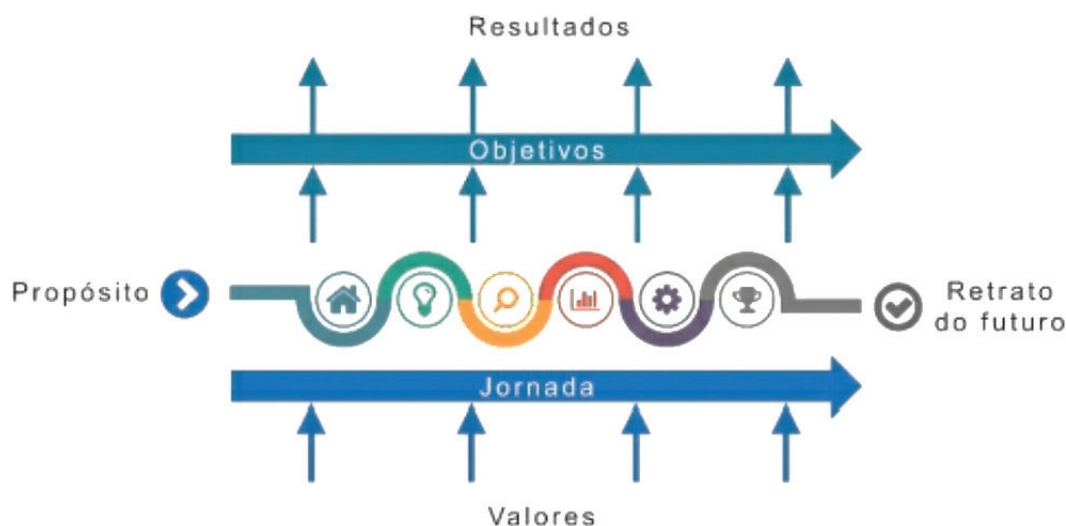 Resultados
Objetivos
Propósito
Retrato
do futuro
Jornada
Valores